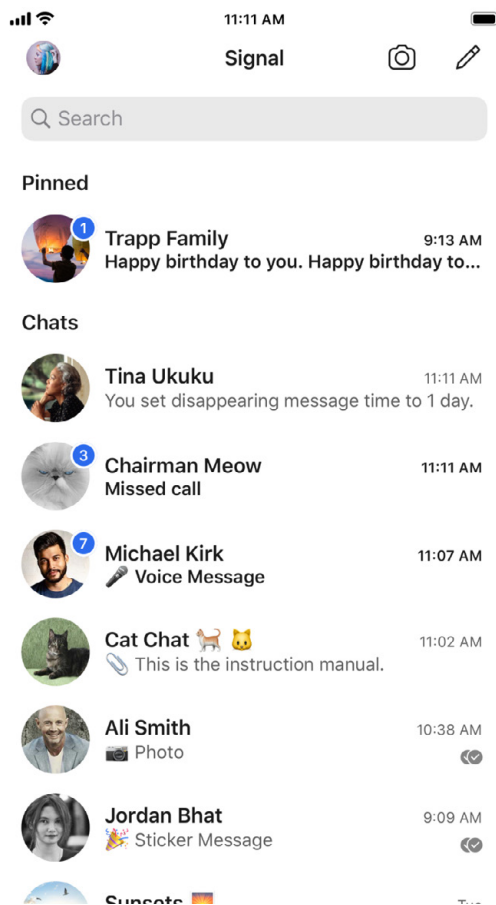 11:11 AM
Signal
Search
Pinned
1
Trapp Family 9:13 AM
Happy birthday to you. Happy birthday to...
Chats
Tina Ukuku 11:11 AM
You set disappearing message time to 1 day.
3
Chairman Meow 11:11 AM
Missed call
7
Michael Kirk 11:07 AM
🎤 Voice Message
Cat Chat 🐈 🐱 11:02 AM
📎 This is the instruction manual.
Ali Smith 10:38 AM
📷 Photo
Jordan Bhat 9:09 AM
🎉 Sticker Message
Sunsets 🌅 Tue